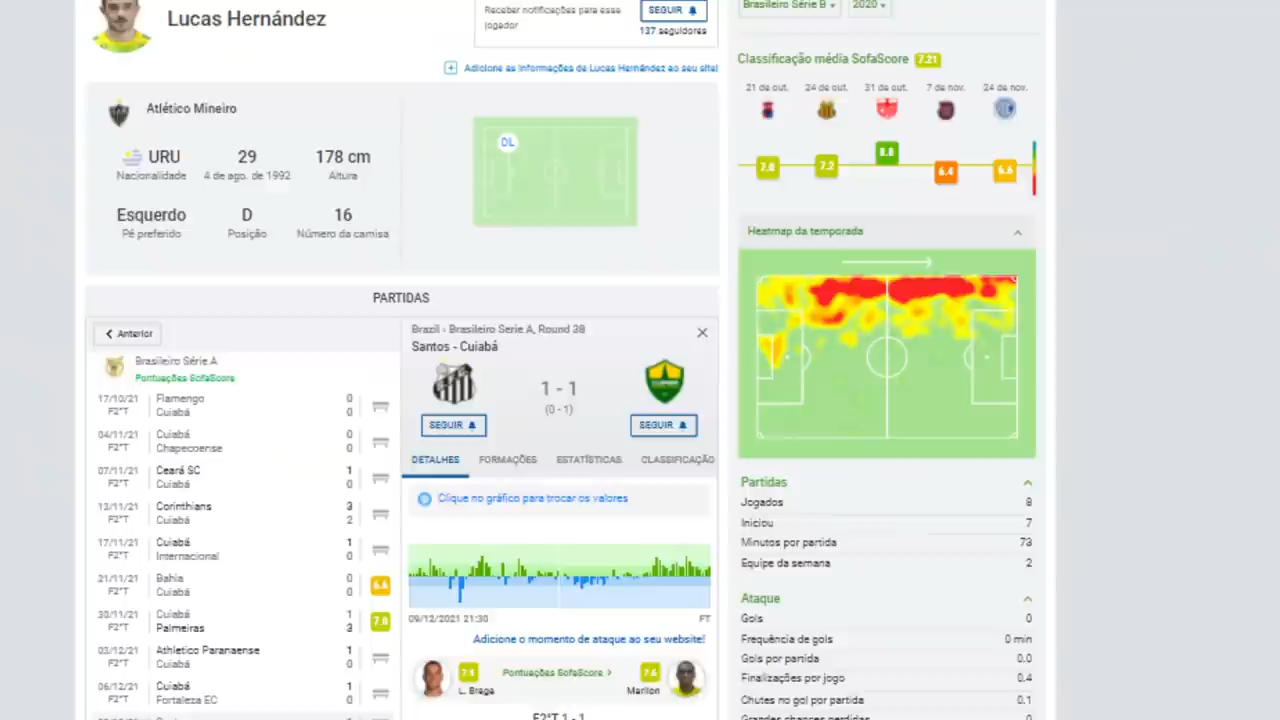 Lucas Hernández
Receber notificações para esse
jogador
SEGUIR
137 seguidores
Adicione as informações de Lucas Hernández ao seu site!
Atlético Mineiro
URU
Nacionalidade
29
4 de ago. de 1992
178 cm
Altura
Esquerdo
Pé preferido
D
Posição
16
Número da camisa
DL
PARTIDAS
Anterior
Brasileiro Série A
Pontuações SofaScore
17/10/21 Flamengo 0
F2°T Cuiabá 0
04/11/21 Cuiabá 0
F2°T Chapecoense 0
07/11/21 Ceará SC 1
F2°T Cuiabá 0
13/11/21 Corinthians 3
F2°T Cuiabá 2
17/11/21 Cuiabá 1
F2°T Internacional 0
21/11/21 Bahia 0 6.6
F2°T Cuiabá 0
30/11/21 Cuiabá 1 7.0
F2°T Palmeiras 3
03/12/21 Athletico Paranaense 1
F2°T Cuiabá 0
06/12/21 Cuiabá 1
F2°T Fortaleza EC 0
Brazil - Brasileiro Serie A, Round 38
Santos - Cuiabá
1 - 1
(0 - 1)
SEGUIR
SEGUIR
DETALHES FORMAÇÕES ESTATÍSTICAS CLASSIFICAÇÃO
Clique no gráfico para trocar os valores
09/12/2021 21:30 FT
Adicione o momento de ataque ao seu website!
Pontuações SofaScore >
L. Braga
7.6
Marllon
F2°T 1 - 1
Brasileiro Série B
2020
Classificação média SofaScore 7.21
21 de out. 24 de out. 31 de out. 7 de nov. 24 de nov.
7.0 7.2 8.8 6.4 6.6
Heatmap da temporada
Partidas
Jogados 8
Iniciou 7
Minutos por partida 73
Equipe da semana 2
Ataque
Gols 0
Frequência de gols 0 min
Gols por partida 0.0
Finalizações por jogo 0.4
Chutes no gol por partida 0.1
Grandes chances perdidas 0